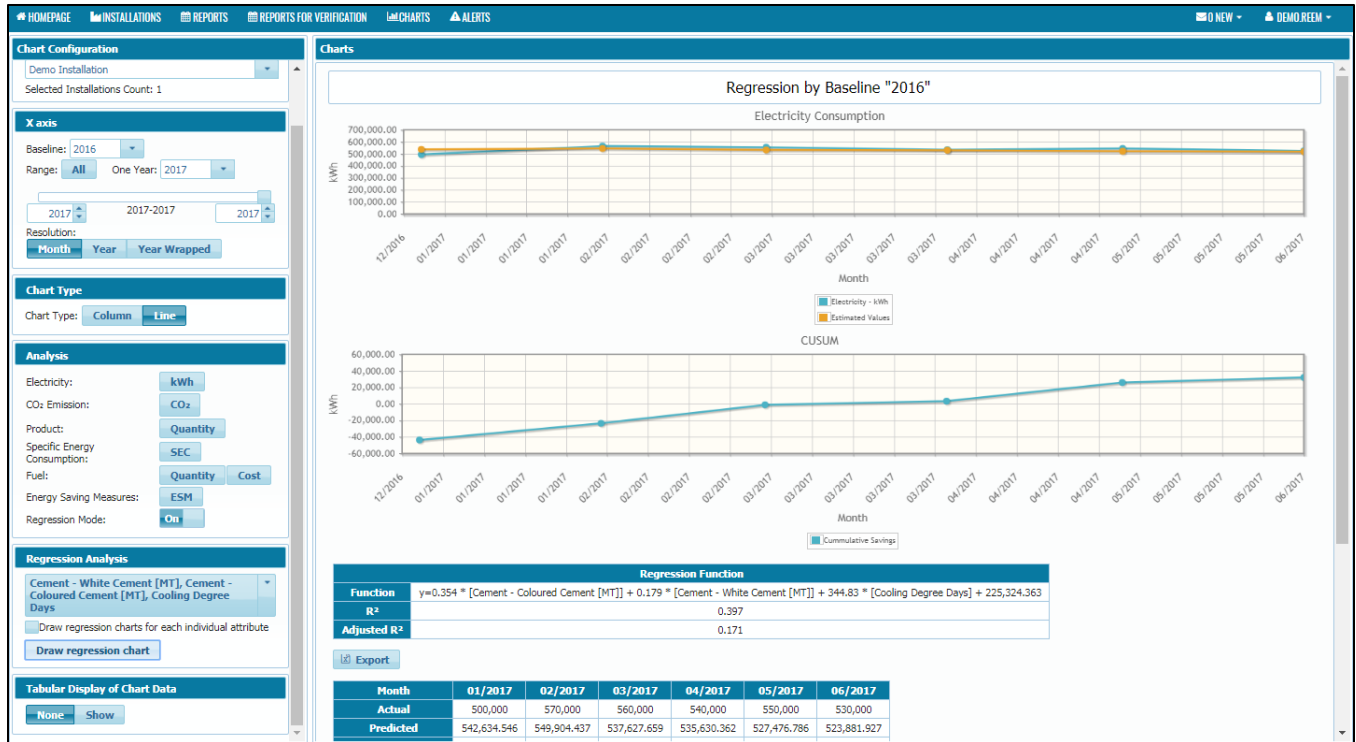 HOMEPAGE INSTALLATIONS REPORTS REPORTS FOR VERIFICATION CHARTS ALERTS 0 NEW DEMO.REEM
Chart Configuration
Demo Installation
Selected Installations Count: 1
X axis
Baseline: 2016
Range: All One Year: 2017
2017 2017-2017 2017
Resolution:
Month Year Year Wrapped
Chart Type
Chart Type: Column Line
Analysis
Electricity: kWh
CO₂ Emission: CO₂
Product: Quantity
Specific Energy
Consumption: SEC
Fuel: Quantity Cost
Energy Saving Measures: ESM
Regression Mode: On
Regression Analysis
Cement - White Cement [MT], Cement -
Coloured Cement [MT], Cooling Degree
Days
Draw regression charts for each individual attribute
Draw regression chart
Tabular Display of Chart Data
None Show
Charts
Regression by Baseline "2016"
Electricity Consumption
700,000.00
600,000.00
500,000.00
400,000.00
300,000.00
200,000.00
100,000.00
0.00
kWh
12/2016 01/2017 01/2017 01/2017 01/2017 02/2017 02/2017 02/2017 02/2017 03/2017 03/2017 03/2017 03/2017 04/2017 04/2017 04/2017 04/2017 05/2017 05/2017 05/2017 05/2017 06/2017
Month
Electricity - kWh
Estimated Values
CUSUM
60,000.00
40,000.00
20,000.00
0.00
-20,000.00
-40,000.00
-60,000.00
kWh
12/2016 01/2017 01/2017 01/2017 01/2017 02/2017 02/2017 02/2017 02/2017 03/2017 03/2017 03/2017 03/2017 04/2017 04/2017 04/2017 04/2017 05/2017 05/2017 05/2017 05/2017 06/2017
Month
Cummulative Savings
Regression Function
Function y=0.354 * [Cement - Coloured Cement [MT]] + 0.179 * [Cement - White Cement [MT]] + 344.83 * [Cooling Degree Days] + 225,324.363
R² 0.397
Adjusted R² 0.171
Export
Month 01/2017 02/2017 03/2017 04/2017 05/2017 06/2017
Actual 500,000 570,000 560,000 540,000 550,000 530,000
Predicted 542,634.546 549,904.437 537,627.659 535,630.362 527,476.786 523,881.927